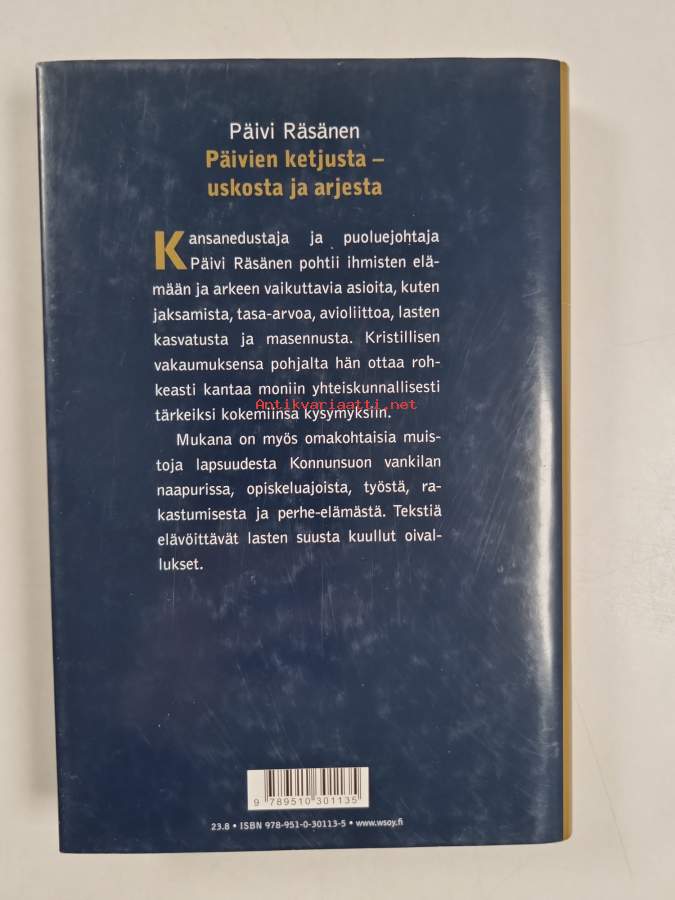 Päivi Räsänen
Päivien ketjusta –
uskosta ja arjesta
Kansanedustaja ja puoluejohtaja
Päivi Räsänen pohtii ihmisten elä-
mään ja arkeen vaikuttavia asioita, kuten
jaksamista, tasa-arvoa, avioliittoa, lasten
kasvatusta ja masennusta. Kristillisen
vakaumuksensa pohjalta hän ottaa roh-
keasti kantaa moniin yhteiskunnallisesti
Antikvariaatti.net
tärkeiksi kokemiinsa kysymyksiin.
Mukana on myös omakohtaisia muis-
toja lapsuudesta Konnunsuon vankilan
naapurissa, opiskeluajoista, työstä, ra-
kastumisesta ja perhe-elämästä. Tekstiä
elävöittävät lasten suusta kuullut oival-
lukset.
9 789510 301135
23.8 • ISBN 978-951-0-30113-5 • www.wsoy.fi